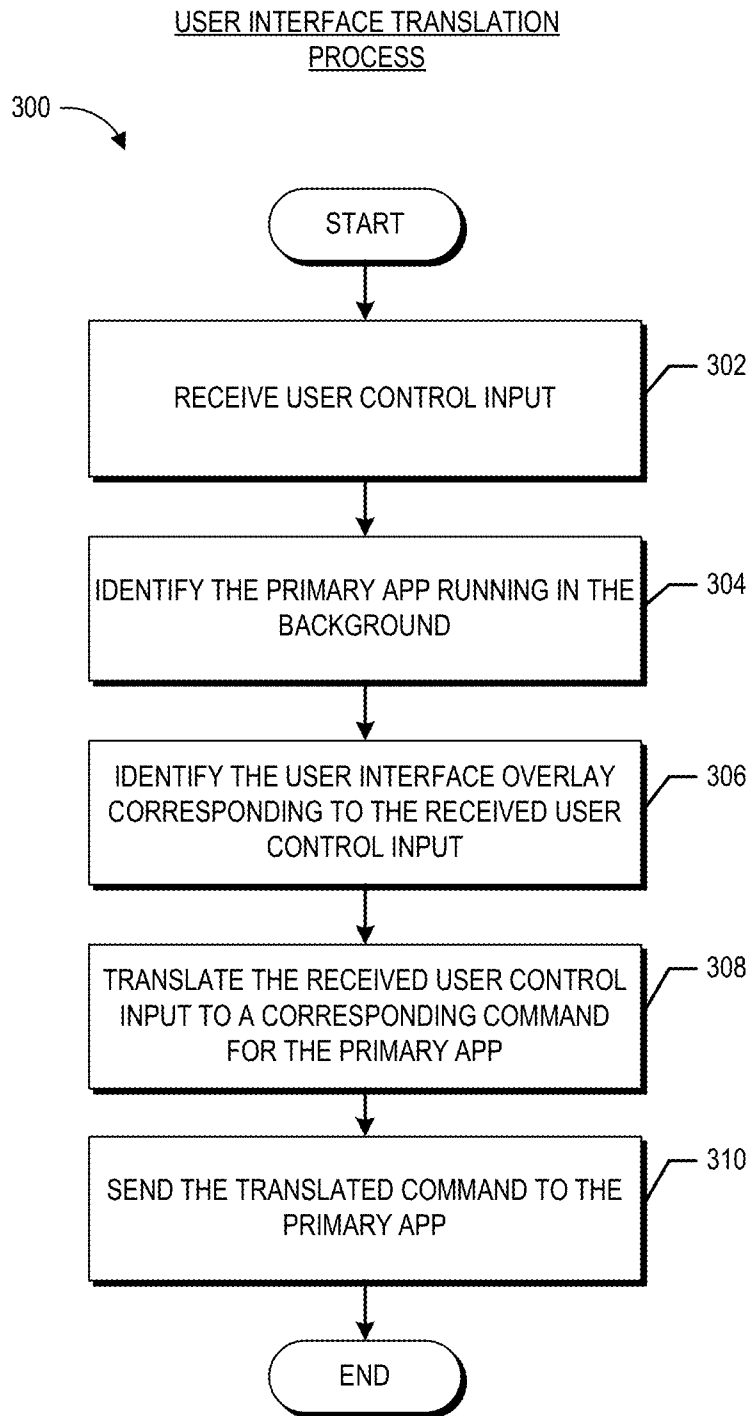 USER INTERFACE TRANSLATION
PROCESS
300
START
RECEIVE USER CONTROL INPUT
302
IDENTIFY THE PRIMARY APP RUNNING IN THE
BACKGROUND
304
IDENTIFY THE USER INTERFACE OVERLAY
CORRESPONDING TO THE RECEIVED USER
CONTROL INPUT
306
TRANSLATE THE RECEIVED USER CONTROL
INPUT TO A CORRESPONDING COMMAND
FOR THE PRIMARY APP
308
SEND THE TRANSLATED COMMAND TO THE
PRIMARY APP
310
END